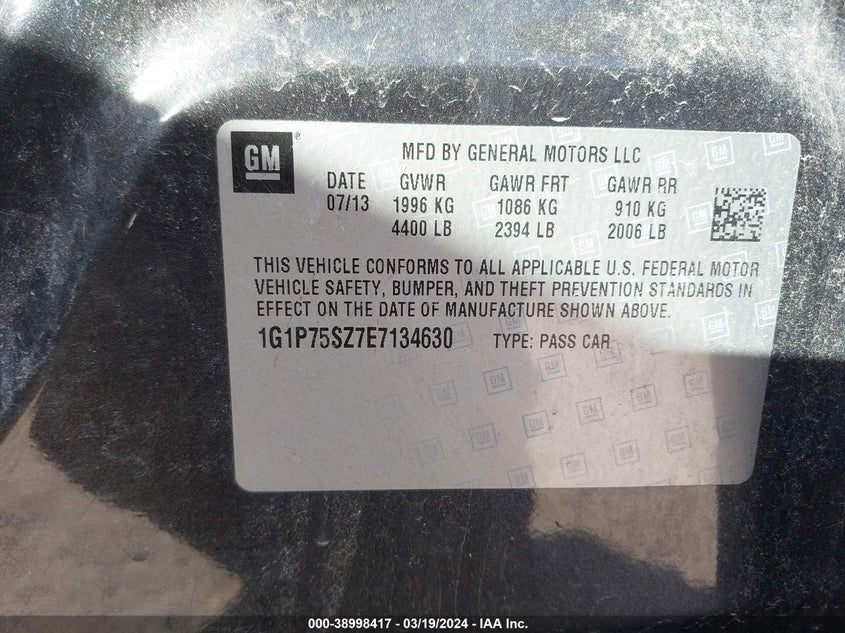 GM
MFD BY GENERAL MOTORS LLC
DATE GVWR GAWR FRT GAWR RR
07/13 1996 KG 1086 KG 910 KG
4400 LB 2394 LB 2006 LB
THIS VEHICLE CONFORMS TO ALL APPLICABLE U.S. FEDERAL MOTOR
VEHICLE SAFETY, BUMPER, AND THEFT PREVENTION STANDARDS IN
EFFECT ON THE DATE OF MANUFACTURE SHOWN ABOVE.
1G1P75SZ7E7134630 TYPE: PASS CAR
000-38998417 - 03/19/2024 - IAA Inc.